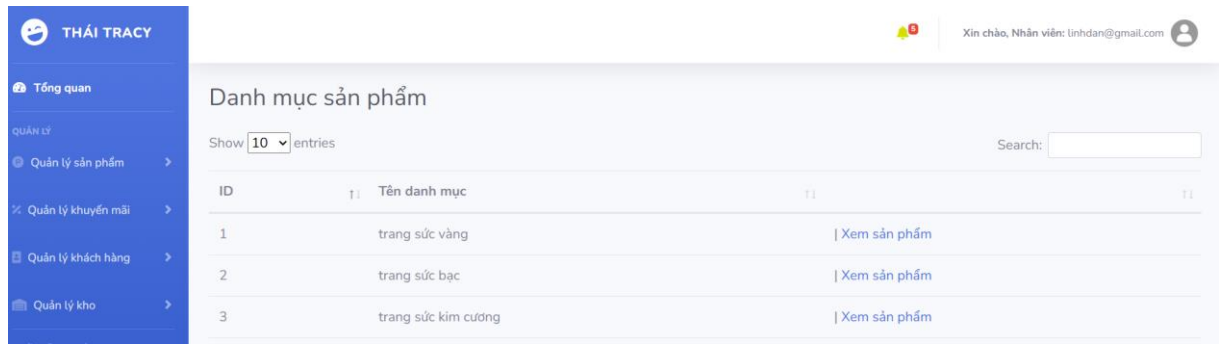 THÁI TRACY
5
Xin chào, Nhân viên: linhdan@gmail.com
Tổng quan
QUẢN LÝ
Quản lý sản phẩm
Quản lý khuyến mãi
Quản lý khách hàng
Quản lý kho
Danh mục sản phẩm
Show 10 entries
Search:
ID Tên danh mục
1 trang sức vàng | Xem sản phẩm
2 trang sức bạc | Xem sản phẩm
3 trang sức kim cương | Xem sản phẩm